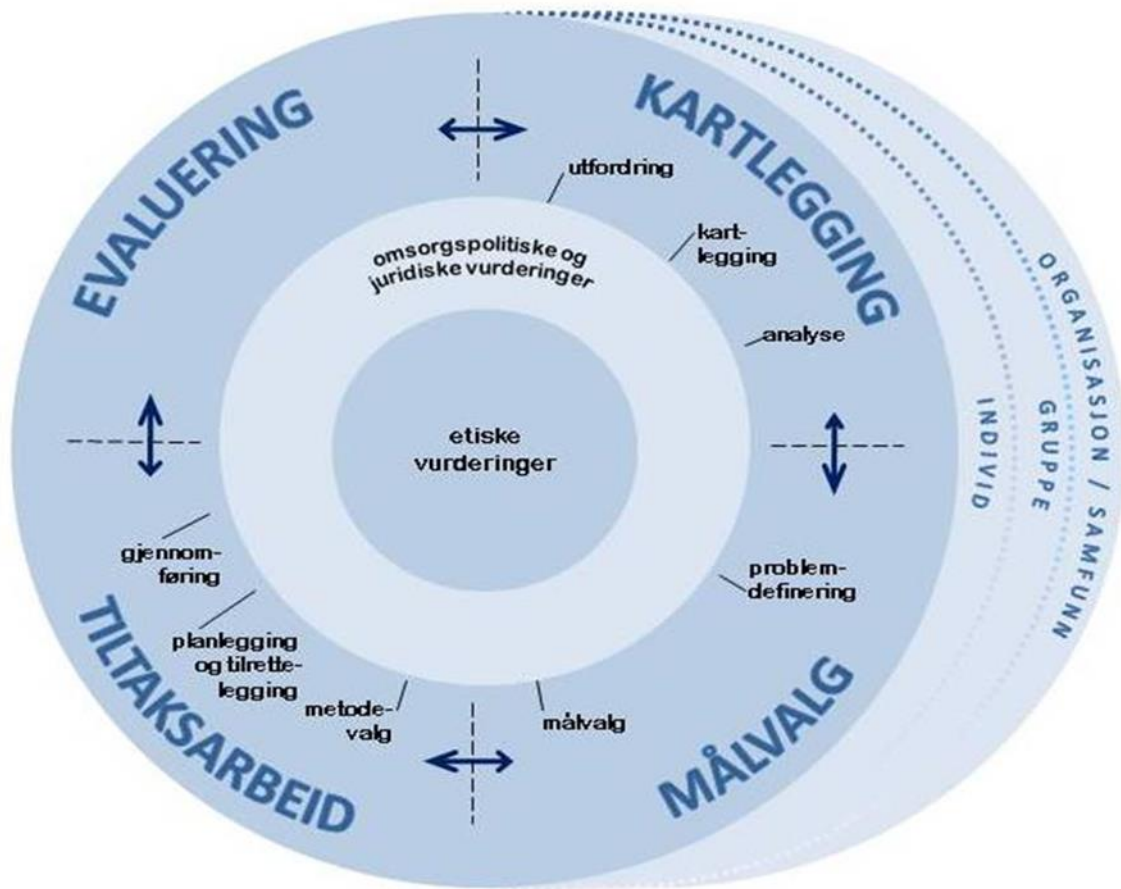 EVALUERING
KARTLEGGING
utfordring
kart-
legging
analyse
omsorgspolitiske og
juridiske vurderinger
etiske
vurderinger
INDIVID
GRUPPE
ORGANISASJON / SAMFUNN
problem-
definering
målvalg
MÅLVALG
metode-
valg
planlegging
og tilrette-
legging
gjennom-
føring
TILTAKSARBEID